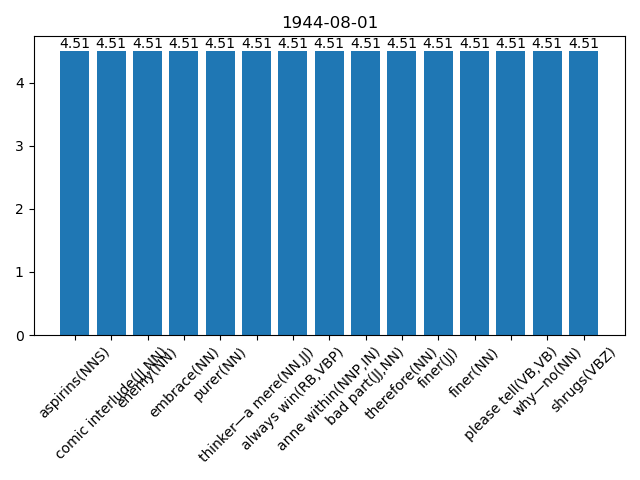 1944-08-01
4.51 4.51 4.51 4.51 4.51 4.51 4.51 4.51 4.51 4.51 4.51 4.51 4.51 4.51 4.51
4
3
2
1
0
aspirins(NNS)
comic interlude(JJ,NN)
enemy(NN)
embrace(NN)
purer(NN)
thinker—a mere(NN,JJ)
always win(RB,VBP)
anne within(NNP,IN)
bad part(JJ,NN)
therefore(NN)
finer(JJ)
finer(NN)
please tell(VB,VB)
why—no(NN)
shrugs(VBZ)